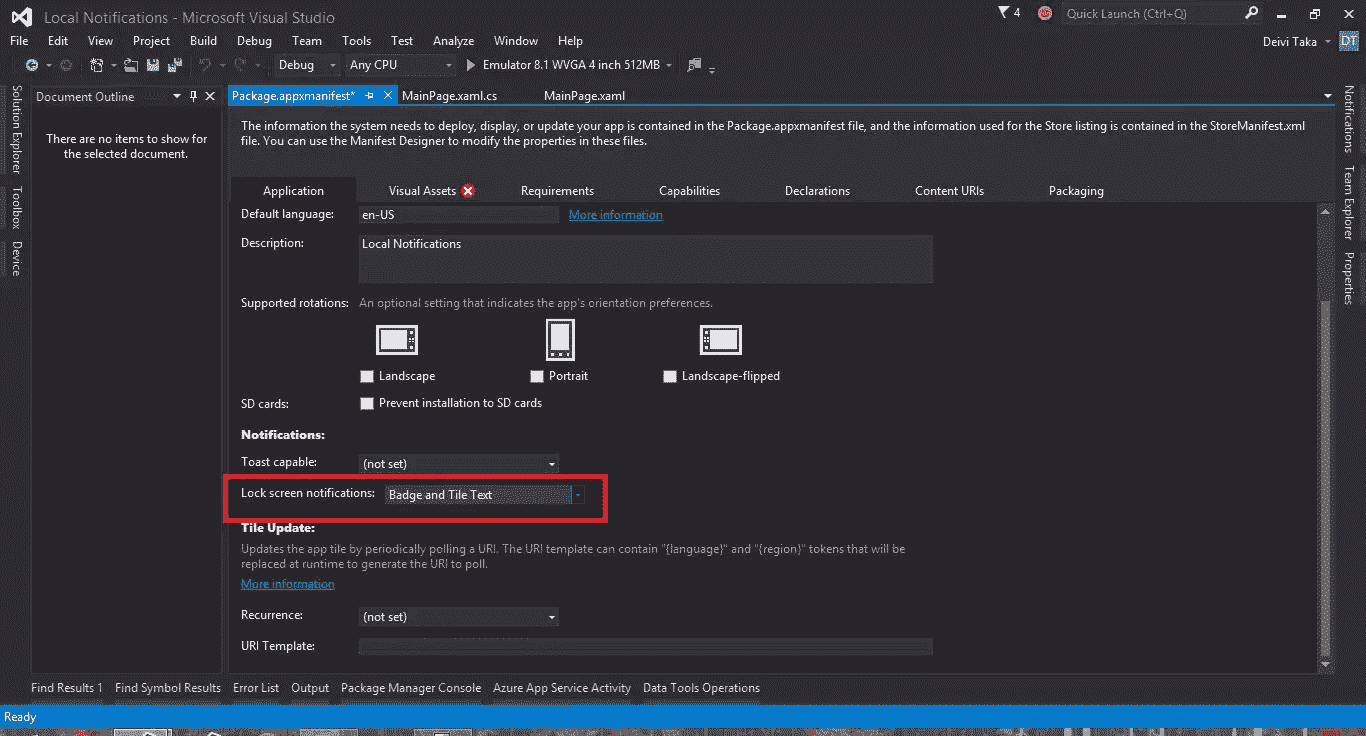 Local Notifications - Microsoft Visual Studio
4
Quick Launch (Ctrl+Q)
File Edit View Project Build Debug Team Tools Test Analyze Window Help
Deivi Taka
DT
Debug Any CPU Emulator 8.1 WVGA 4 inch 512MB
Solution Explorer
Toolbox
Device
Document Outline
There are no items to show for
the selected document.
Package.appxmanifest* MainPage.xaml.cs MainPage.xaml
The information the system needs to deploy, display, or update your app is contained in the Package.appxmanifest file, and the information used for the Store listing is contained in the StoreManifest.xml
file. You can use the Manifest Designer to modify the properties in these files.
Application Visual Assets Requirements Capabilities Declarations Content URIs Packaging
Default language: en-US More information
Description: Local Notifications
Supported rotations: An optional setting that indicates the app's orientation preferences.
Landscape Portrait Landscape-flipped
SD cards: Prevent installation to SD cards
Notifications:
Toast capable: (not set)
Lock screen notifications: Badge and Tile Text
Tile Update:
Updates the app tile by periodically polling a URI. The URI template can contain "{language}" and "{region}" tokens that will be
replaced at runtime to generate the URI to poll.
More information
Recurrence: (not set)
URI Template:
Notifications
Team Explorer
Properties
Find Results 1 Find Symbol Results Error List Output Package Manager Console Azure App Service Activity Data Tools Operations
Ready